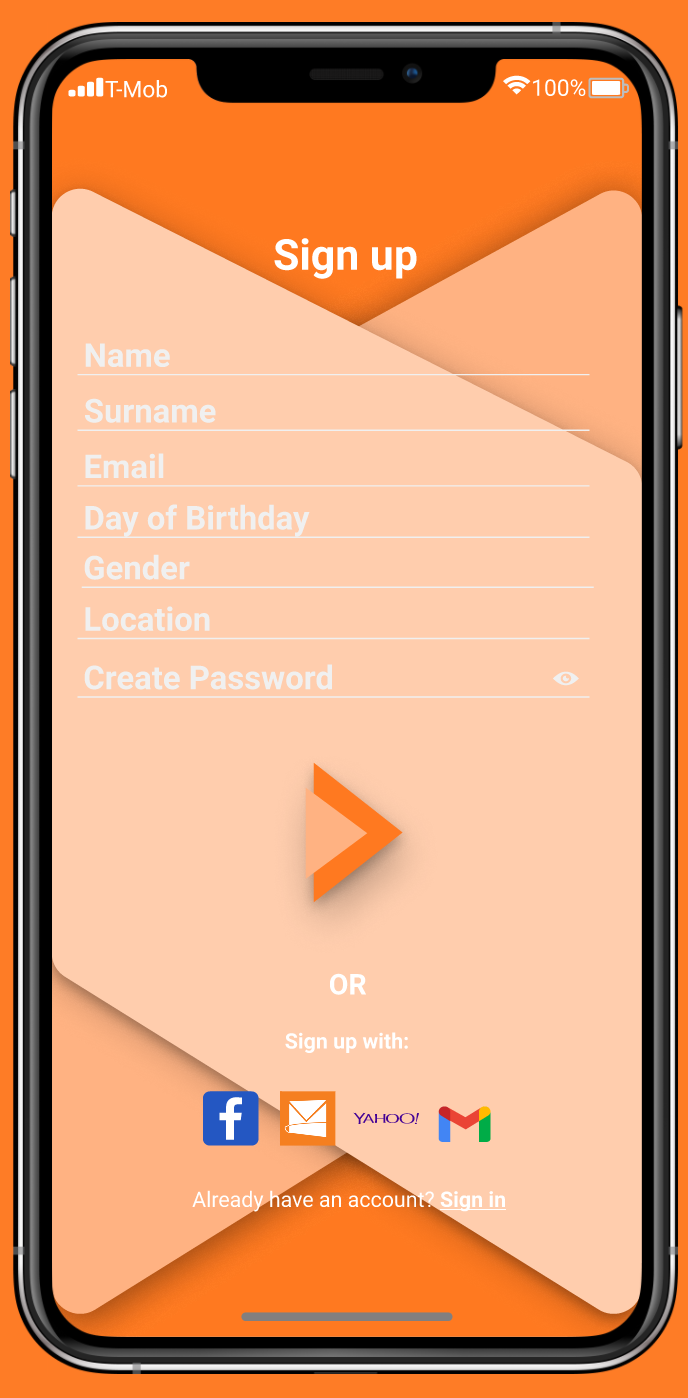 T-Mob 100%
Sign up
Name
Surname
Email
Day of Birthday
Gender
Location
Create Password
OR
Sign up with:
f YAHOO! M
Already have an account? Sign in